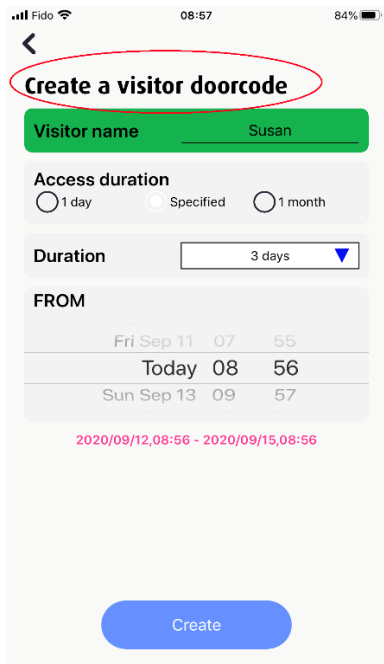 Fido 08:57 84%
Create a visitor doorcode
Visitor name Susan
Access duration
1 day Specified 1 month
Duration 3 days
FROM
Fri Sep 11 07 55
Today 08 56
Sun Sep 13 09 57
2020/09/12,08:56 - 2020/09/15,08:56
Create